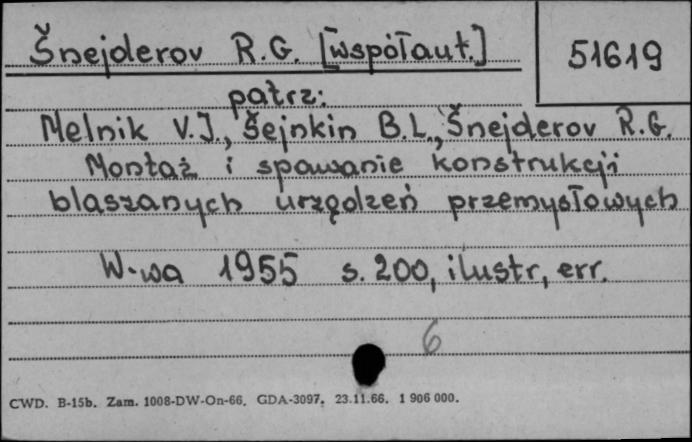 Šnejderov R.G. [współaut.]
51619
patrz:
Melnik V.J., Šejnkin B.L., Šnejderov R.G.
Montaż i spawanie konstrukcji
blaszanych urządzeń przemysłowych
W-wa 1955 s. 200, ilustr, err.
6
CWD. B-15b. Zam. 1008-DW-On-66. GDA-3097. 23.11.66. 1 906 000.